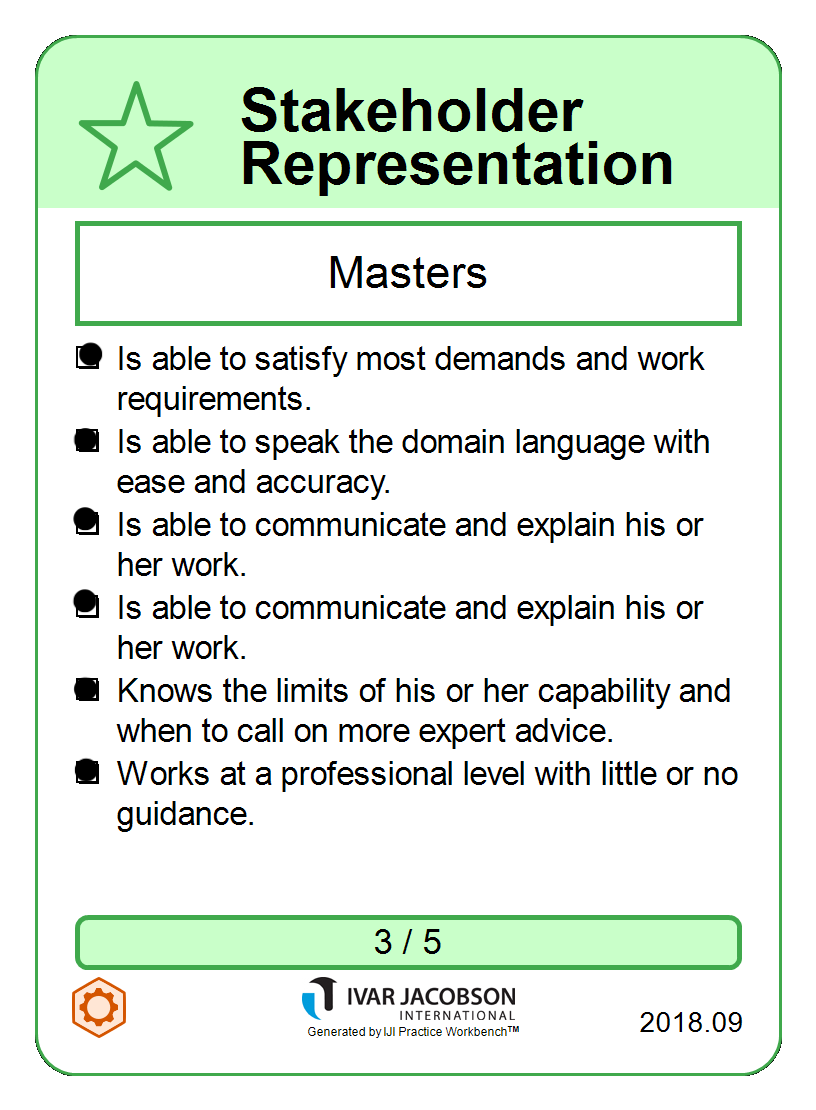 Stakeholder
Representation
Masters
Is able to satisfy most demands and work
requirements.
Is able to speak the domain language with
ease and accuracy.
Is able to communicate and explain his or
her work.
Is able to communicate and explain his or
her work.
Knows the limits of his or her capability and
when to call on more expert advice.
Works at a professional level with little or no
guidance.
3 / 5
IVAR JACOBSON
INTERNATIONAL
Generated by IJI Practice Workbench™
2018.09